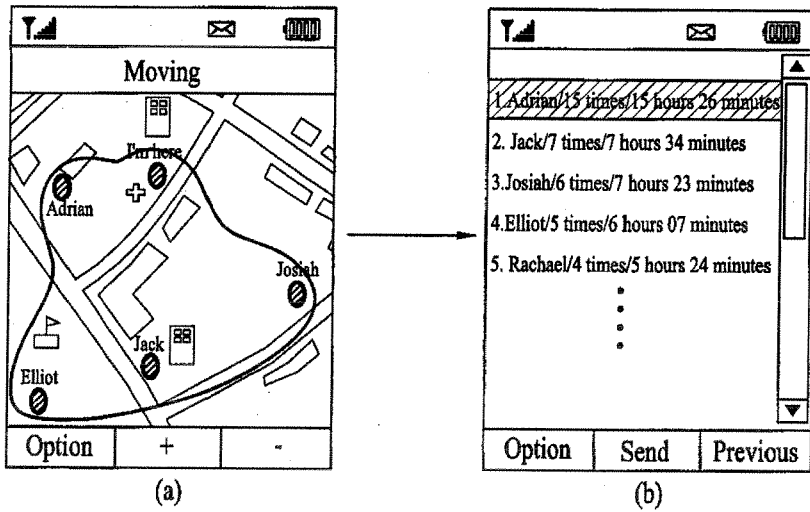 Moving
I'm here
Adrian
Josiah
Jack
Elliot
Option + -
(a)
1.Adrian/15 times/15 hours 26 minutes
2. Jack/7 times/7 hours 34 minutes
3.Josiah/6 times/7 hours 23 minutes
4.Elliot/5 times/6 hours 07 minutes
5. Rachael/4 times/5 hours 24 minutes
Option Send Previous
(b)